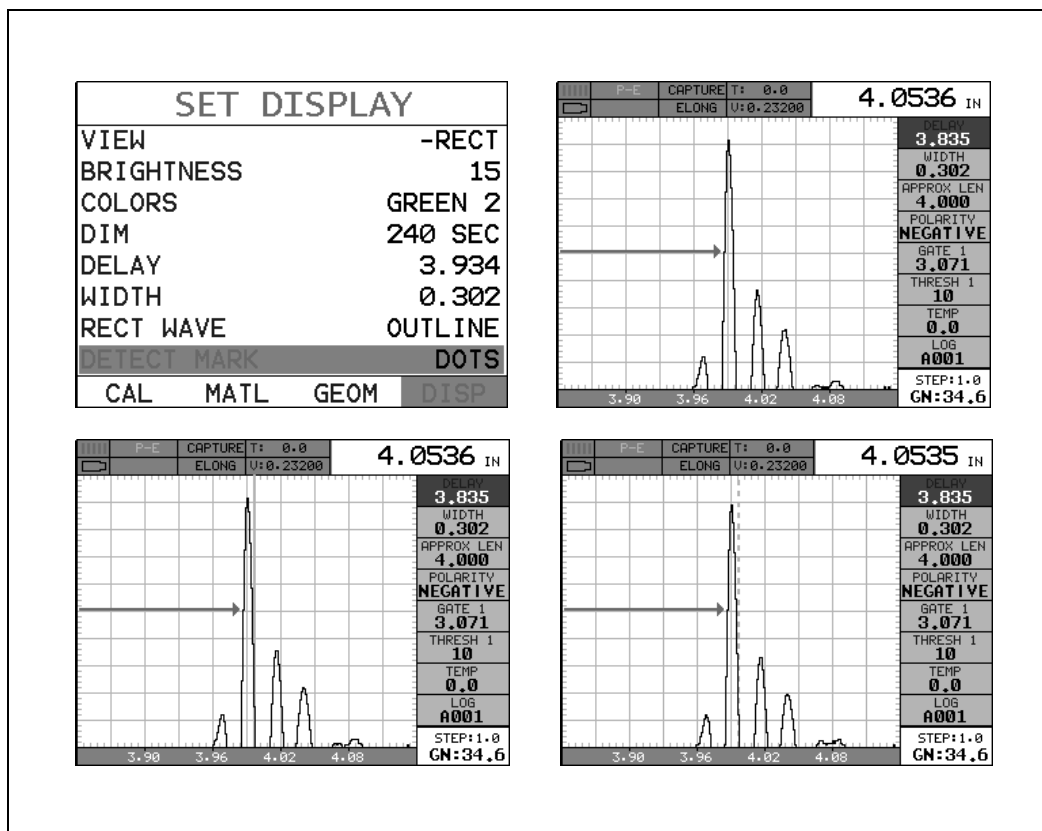 SET DISPLAY
VIEW -RECT
BRIGHTNESS 15
COLORS GREEN 2
DIM 240 SEC
DELAY 3.934
WIDTH 0.302
RECT WAVE OUTLINE
DETECT MARK DOTS
CAL MATL GEOM DISP
P-E CAPTURE T: 0.0 4.0536 IN
ELONG V:0.23200
DELAY
3.835
WIDTH
0.302
APPROX LEN
4.000
POLARITY
NEGATIVE
GATE 1
3.071
THRESH 1
10
TEMP
0.0
LOG
A001
STEP:1.0
GN:34.6
3.90 3.96 4.02 4.08
P-E CAPTURE T: 0.0 4.0536 IN
ELONG V:0.23200
DELAY
3.835
WIDTH
0.302
APPROX LEN
4.000
POLARITY
NEGATIVE
GATE 1
3.071
THRESH 1
10
TEMP
0.0
LOG
A001
STEP:1.0
GN:34.6
3.90 3.96 4.02 4.08
P-E CAPTURE T: 0.0 4.0535 IN
ELONG V:0.23200
DELAY
3.835
WIDTH
0.302
APPROX LEN
4.000
POLARITY
NEGATIVE
GATE 1
3.071
THRESH 1
10
TEMP
0.0
LOG
A001
STEP:1.0
GN:34.6
3.90 3.96 4.02 4.08